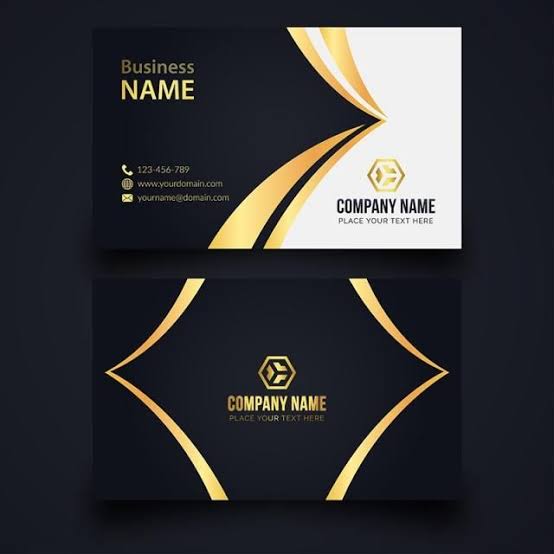 Business
NAME
123-456-789
www.yourdomain.com
yourname@domain.com
COMPANY NAME
PLACE YOUR TEXT HERE
COMPANY NAME
PLACE YOUR TEXT HERE